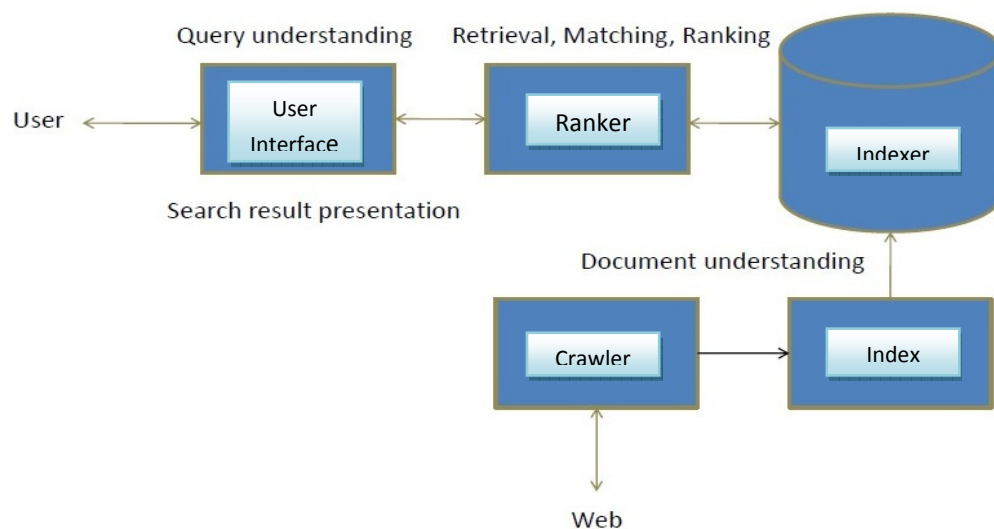 Query understanding
Retrieval, Matching, Ranking
User
User
Interface
Ranker
Indexer
Search result presentation
Document understanding
Crawler
Index
Web